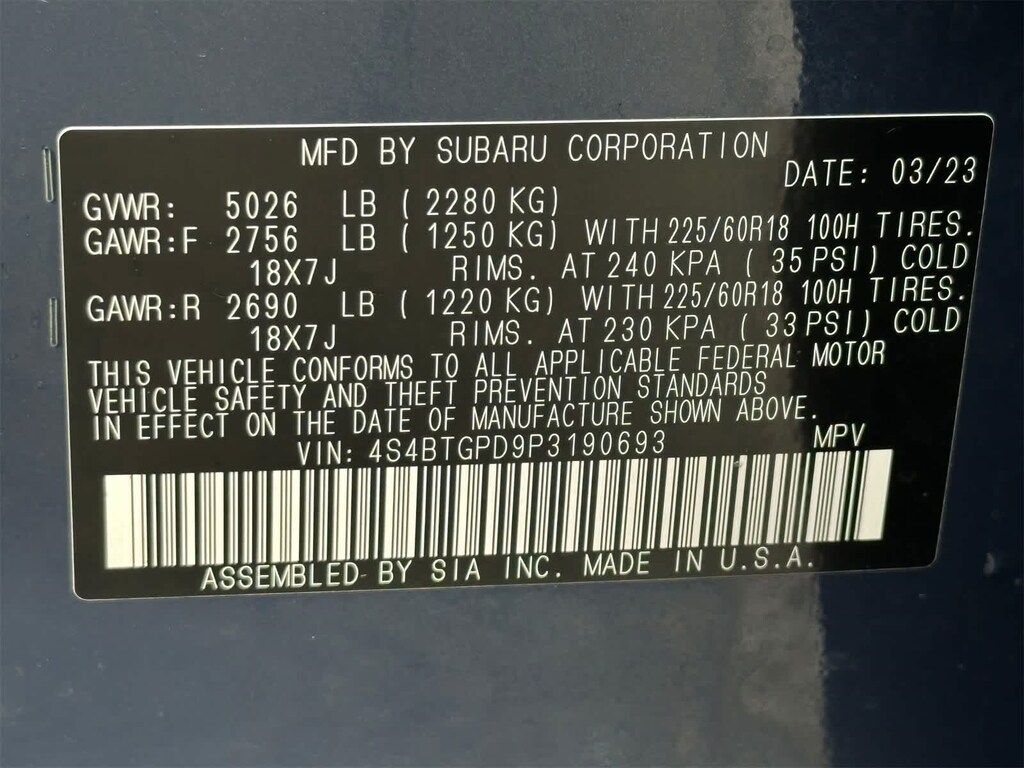 MFD BY SUBARU CORPORATION
DATE: 03/23
GVWR: 5026 LB ( 2280 KG)
GAWR:F 2756 LB ( 1250 KG) WITH 225/60R18 100H TIRES.
18X7J RIMS. AT 240 KPA ( 35 PSI) COLD
GAWR:R 2690 LB ( 1220 KG) WITH 225/60R18 100H TIRES.
18X7J RIMS. AT 230 KPA ( 33 PSI) COLD
THIS VEHICLE CONFORMS TO ALL APPLICABLE FEDERAL MOTOR
VEHICLE SAFETY AND THEFT PREVENTION STANDARDS
IN EFFECT ON THE DATE OF MANUFACTURE SHOWN ABOVE.
VIN: 4S4BTGPD9P3190693 MPV
ASSEMBLED BY SIA INC. MADE IN U.S.A.